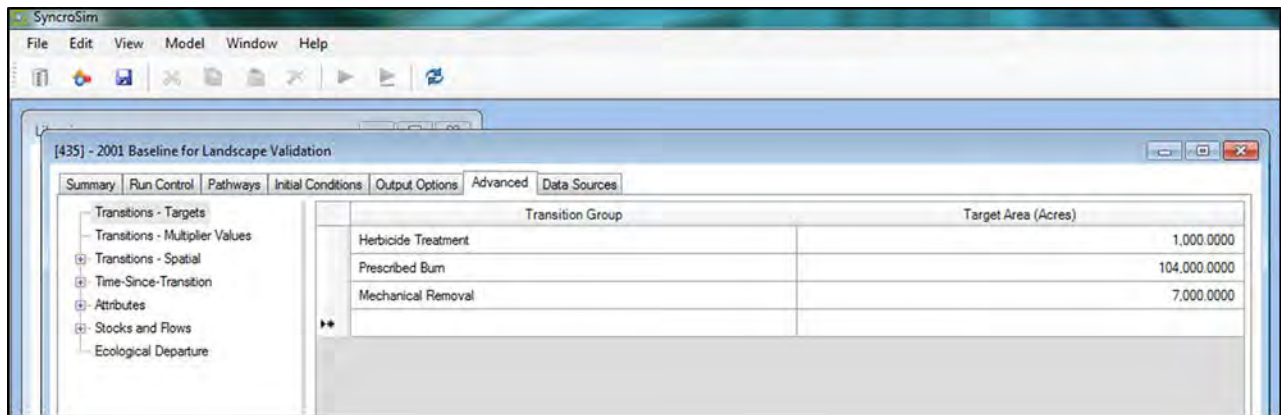 SyncroSim
File Edit View Model Window Help
[435] - 2001 Baseline for Landscape Validation
Summary Run Control Pathways Initial Conditions Output Options Advanced Data Sources
Transitions - Targets
Transitions - Multiplier Values
Transitions - Spatial
Time-Since-Transition
Attributes
Stocks and Flows
Ecological Departure
Transition Group Target Area (Acres)
Herbicide Treatment 1,000.0000
Prescribed Burn 104,000.0000
Mechanical Removal 7,000.0000